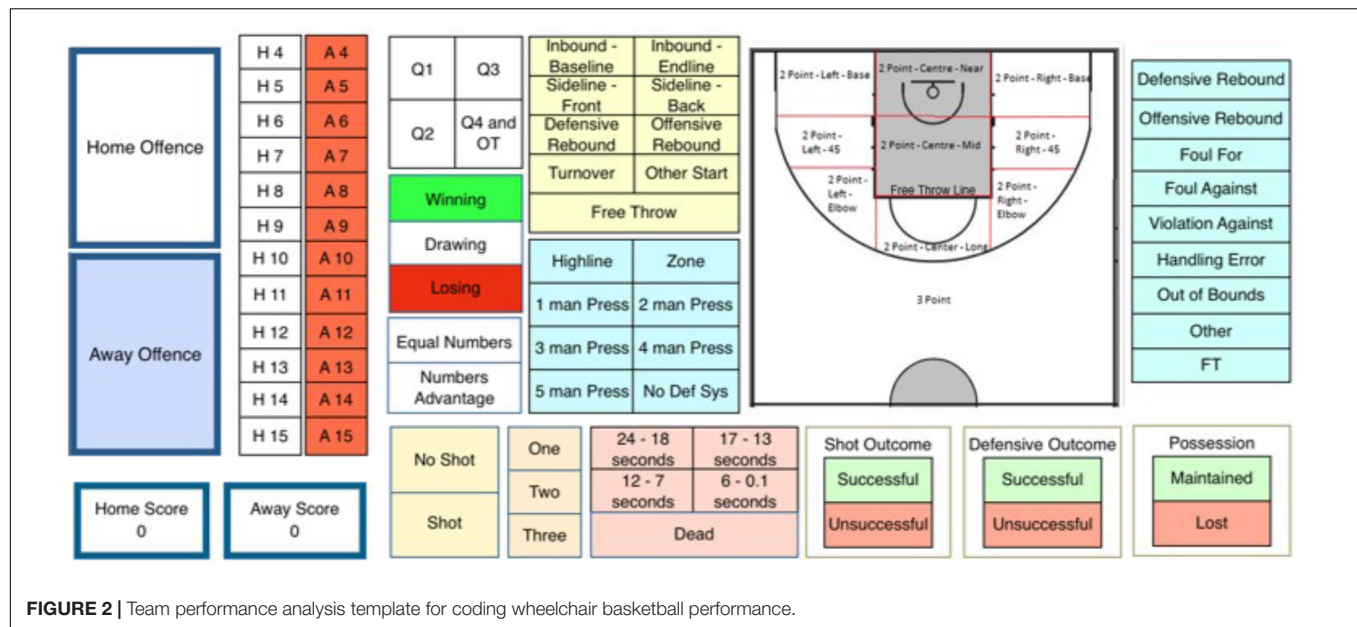 Home Offence
Away Offence
Home Score
0
Away Score
0
H 4
A 4
H 5
A 5
H 6
A 6
H 7
A 7
H 8
A 8
H 9
A 9
H 10
A 10
H 11
A 11
H 12
A 12
H 13
A 13
H 14
A 14
H 15
A 15
Q1
Q3
Q2
Q4 and
OT
Winning
Drawing
Losing
Equal Numbers
Numbers
Advantage
Inbound -
Baseline
Inbound -
Endline
Sideline -
Front
Sideline -
Back
Defensive
Rebound
Offensive
Rebound
Turnover
Other Start
Free Throw
Highline
Zone
1 man Press
2 man Press
3 man Press
4 man Press
5 man Press
No Def Sys
2 Point - Left - Base
2 Point - Centre - Near
2 Point - Right - Base
2 Point -
Left - 45
2 Point - Centre - Mid
2 Point -
Right - 45
2 Point -
Left -
Elbow
Free Throw Line
2 Point -
Right -
Elbow
2 Point - Center - Long
3 Point
Defensive Rebound
Offensive Rebound
Foul For
Foul Against
Violation Against
Handling Error
Out of Bounds
Other
FT
No Shot
Shot
One
Two
Three
24 - 18
seconds
17 - 13
seconds
12 - 7
seconds
6 - 0.1
seconds
Dead
Shot Outcome
Successful
Unsuccessful
Defensive Outcome
Successful
Unsuccessful
Possession
Maintained
Lost
FIGURE 2 | Team performance analysis template for coding wheelchair basketball performance.